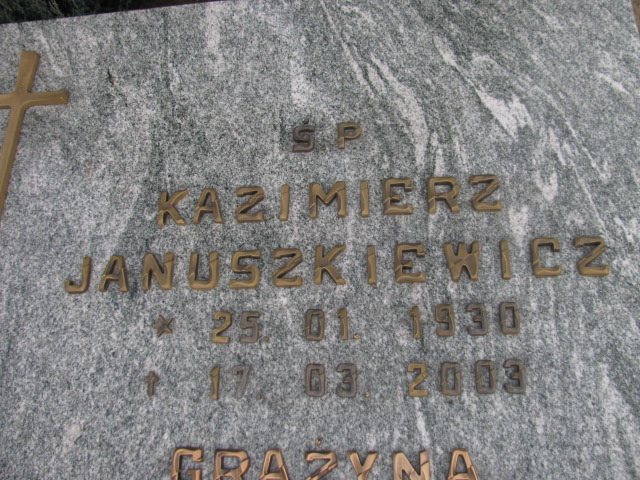 Ś P
KAZIMIERZ
JANUSZKIEWICZ
* 25. 01. 1930
† 17. 03. 2003
GRAŻYNA